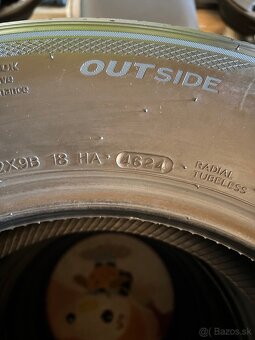 OUTSIDE
2X9B 18 HA 4624
RADIAL
TUBELESS
© Bazos.sk